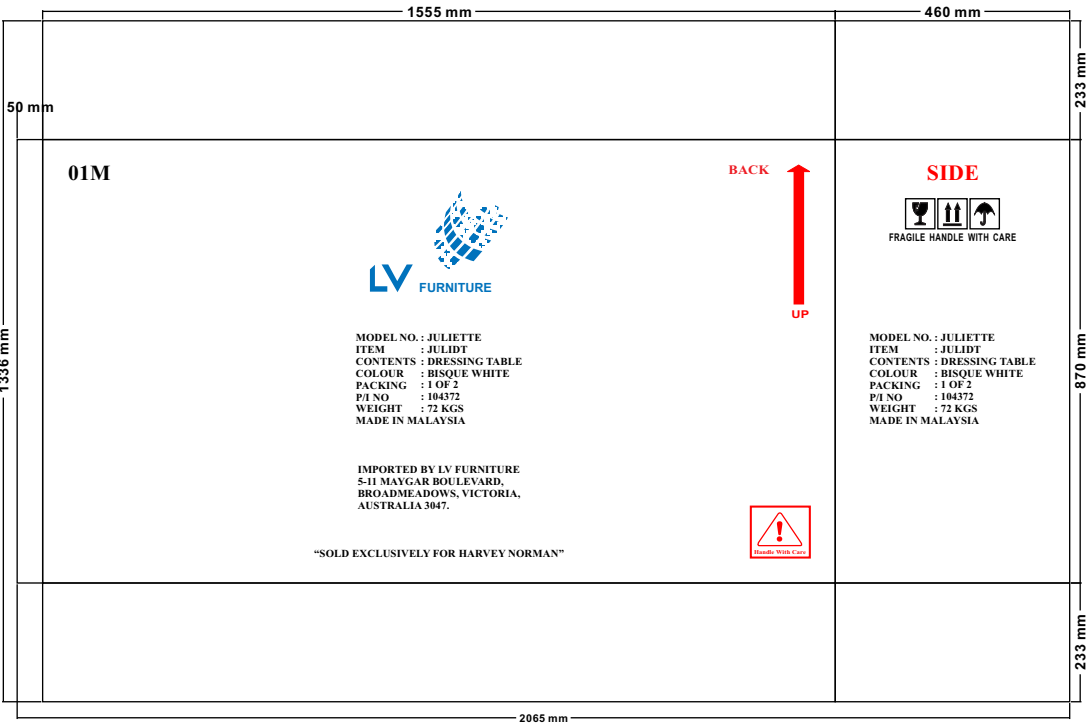 1555 mm
460 mm
50 mm
233 mm
01M
BACK
SIDE
FRAGILE HANDLE WITH CARE
LV FURNITURE
UP
1336 mm
870 mm
MODEL NO. : JULIETTE
ITEM : JULIDT
CONTENTS : DRESSING TABLE
COLOUR : BISQUE WHITE
PACKING : 1 OF 2
P/I NO : 104372
WEIGHT : 72 KGS
MADE IN MALAYSIA
MODEL NO. : JULIETTE
ITEM : JULIDT
CONTENTS : DRESSING TABLE
COLOUR : BISQUE WHITE
PACKING : 1 OF 2
P/I NO : 104372
WEIGHT : 72 KGS
MADE IN MALAYSIA
IMPORTED BY LV FURNITURE
5-11 MAYGAR BOULEVARD,
BROADMEADOWS, VICTORIA,
AUSTRALIA 3047.
Handle With Care
“SOLD EXCLUSIVELY FOR HARVEY NORMAN”
233 mm
2065 mm